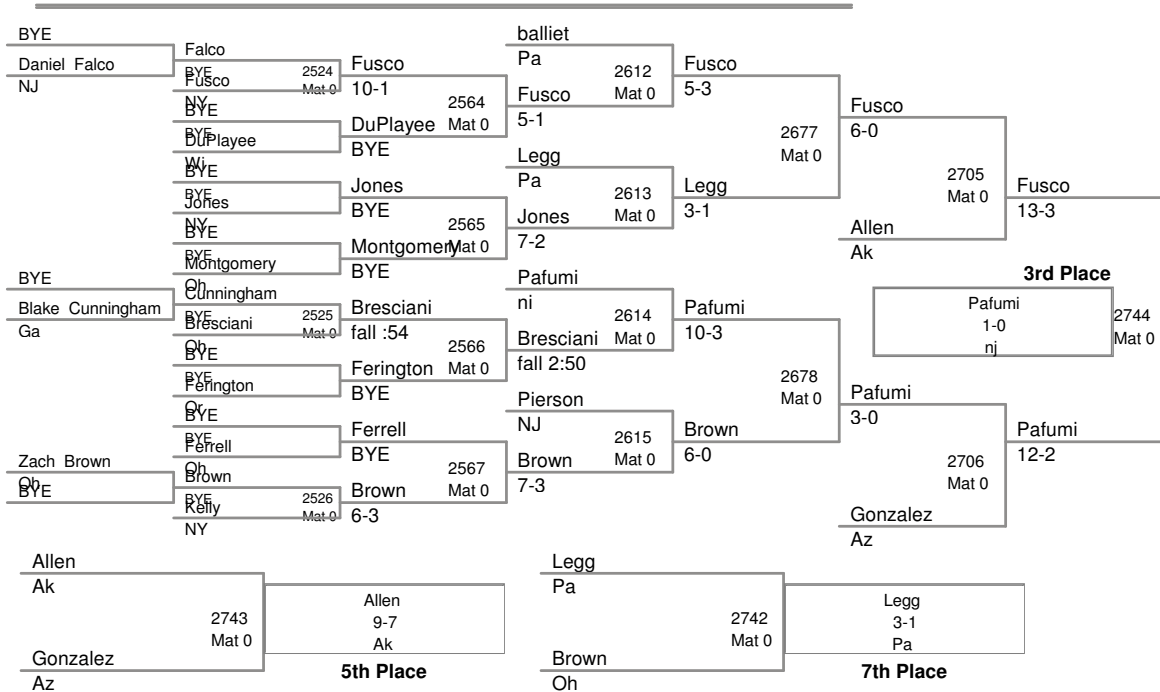 BYE
Daniel Falco
NJ
BYE
Blake Cunningham
Ga
Zach Brown
Oh
BYE
Falco
BYE
2524
Mat 0
Fusco
NY
BYE
BYE
DuPlayee
Wi
BYE
BYE
Jones
NY
BYE
BYE
Montgomery
Oh
Cunningham
BYE
2525
Mat 0
Bresciani
Oh
BYE
BYE
Ferington
Or
BYE
BYE
Ferrell
Oh
Brown
BYE
2526
Mat 0
Kelly
NY
Fusco
10-1
2564
Mat 0
DuPlayee
BYE
Jones
BYE
2565
Mat 0
Montgomery
BYE
Bresciani
fall :54
2566
Mat 0
Ferington
BYE
Ferrell
BYE
2567
Mat 0
Brown
6-3
balliet
Pa
2612
Mat 0
Fusco
5-1
Legg
Pa
2613
Mat 0
Jones
7-2
Pafumi
ni
2614
Mat 0
Bresciani
fall 2:50
Pierson
NJ
2615
Mat 0
Brown
7-3
Fusco
5-3
2677
Mat 0
Legg
3-1
Pafumi
10-3
2678
Mat 0
Brown
6-0
Fusco
6-0
2705
Mat 0
Allen
Ak
Pafumi
3-0
2706
Mat 0
Gonzalez
Az
Fusco
13-3
3rd Place
Pafumi
1-0
nj
2744
Mat 0
Pafumi
12-2
Allen
Ak
2743
Mat 0
Gonzalez
Az
Allen
9-7
Ak
5th Place
Legg
Pa
2742
Mat 0
Brown
Oh
Legg
3-1
Pa
7th Place